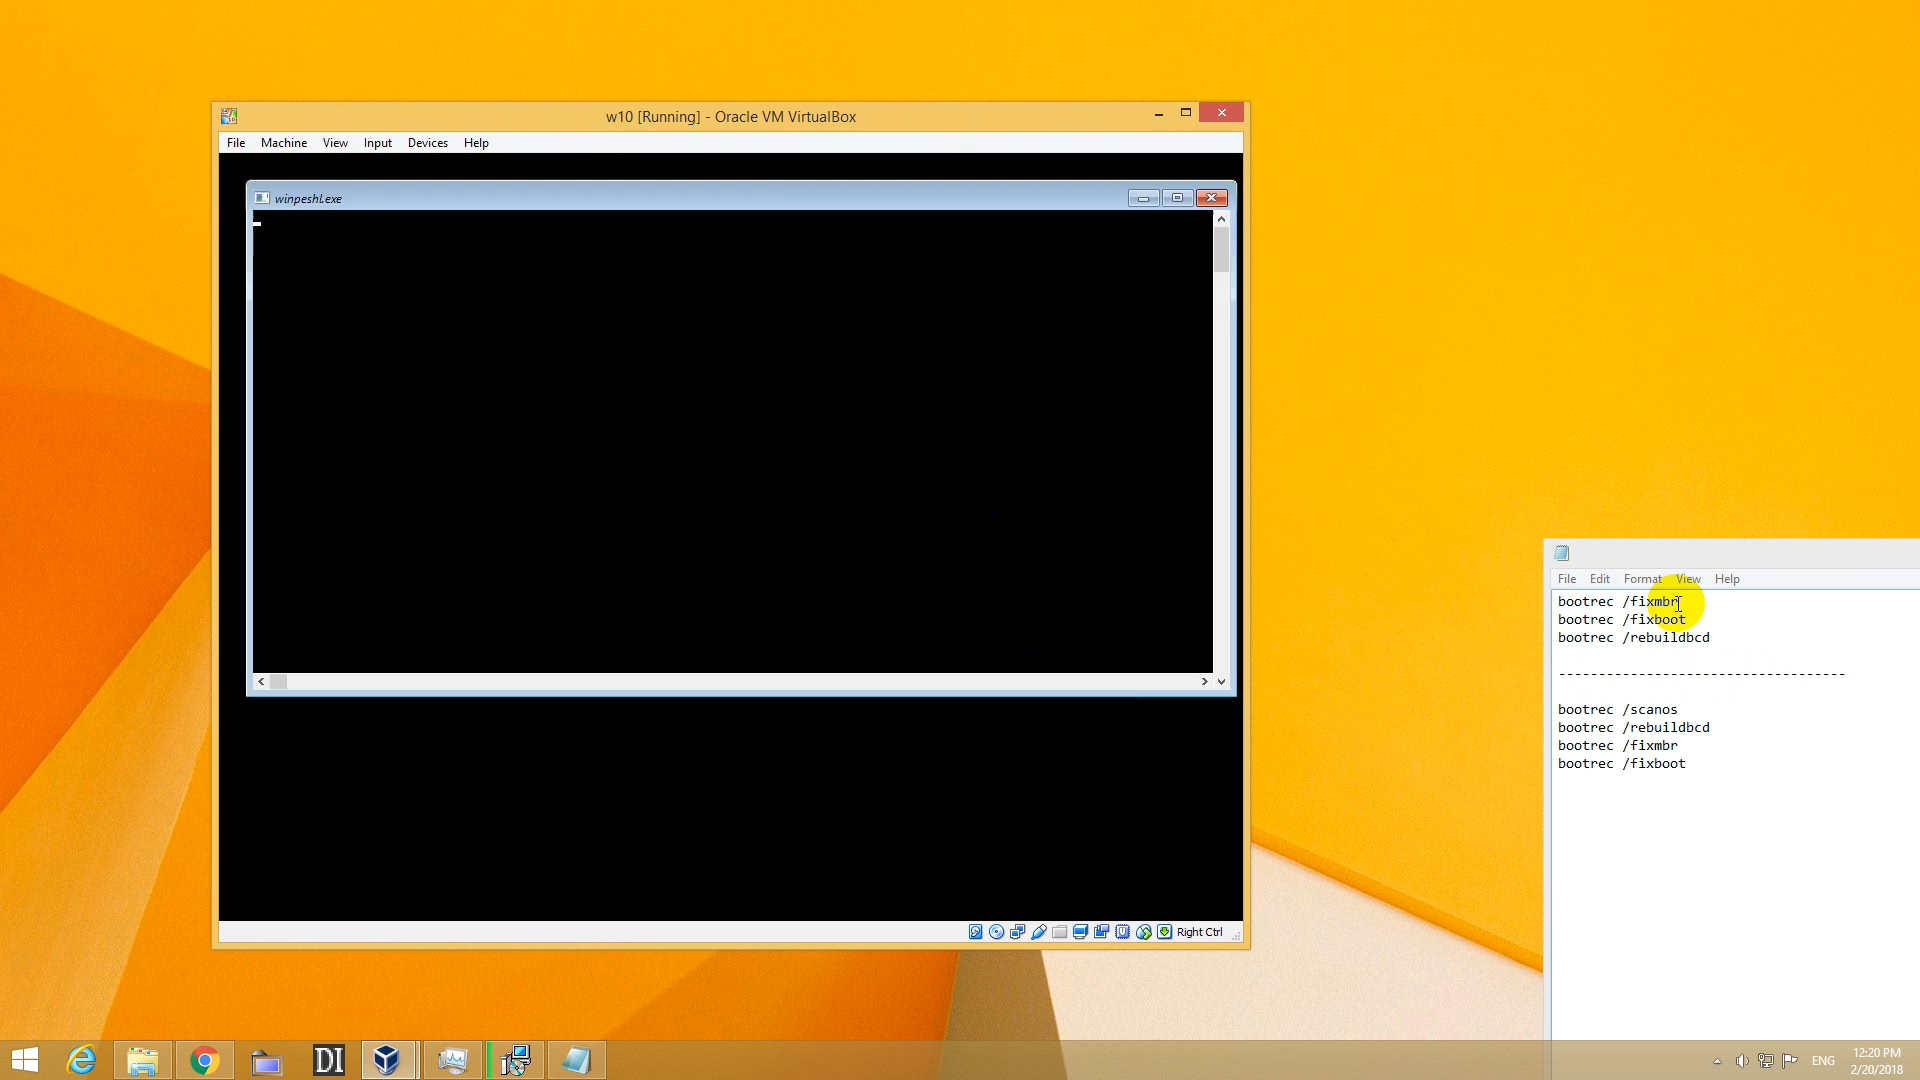 w10 [Running] - Oracle VM VirtualBox
File Machine View Input Devices Help
winpeshl.exe
Right Ctrl
File Edit Format View Help
bootrec /fixmbr
bootrec /fixboot
bootrec /rebuildbcd
------------------------------------
bootrec /scanos
bootrec /rebuildbcd
bootrec /fixmbr
bootrec /fixboot
DI
ENG
12:20 PM
2/20/2018